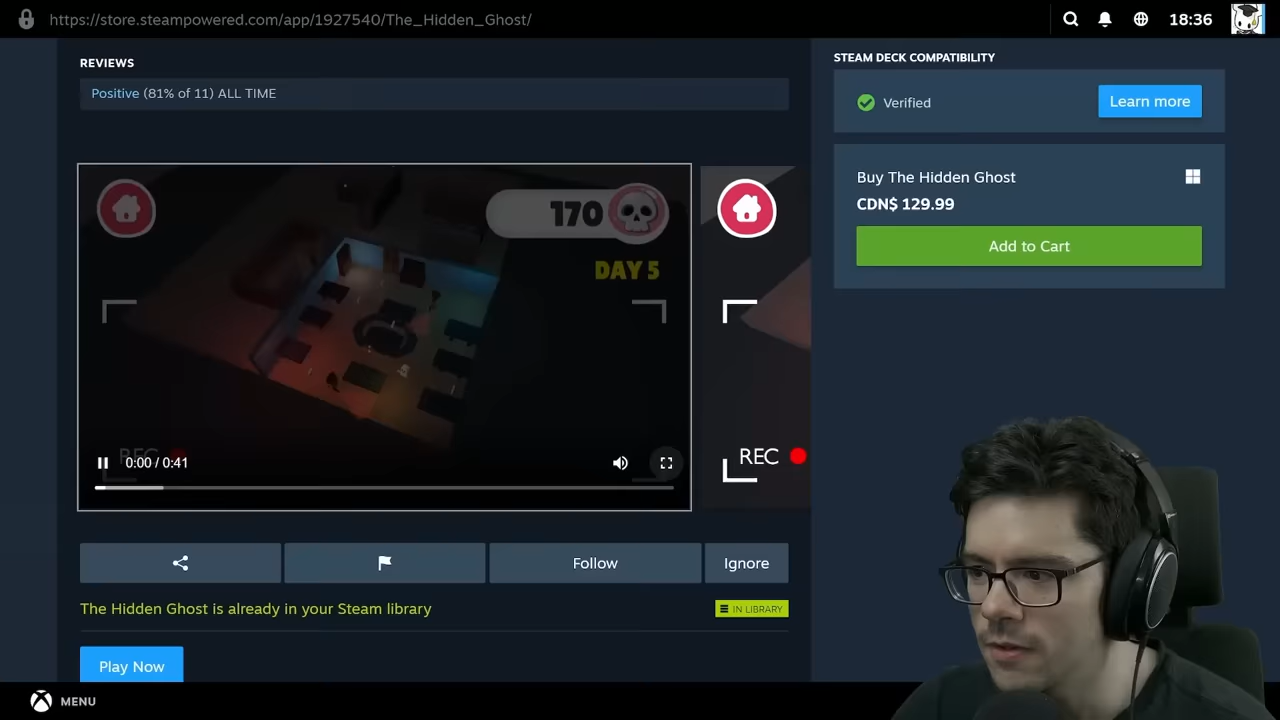 https://store.steampowered.com/app/1927540/The_Hidden_Ghost/
18:36
REVIEWS
Positive (81% of 11) ALL TIME
170
DAY 5
REC
0:00 / 0:41
REC
Follow
Ignore
The Hidden Ghost is already in your Steam library
IN LIBRARY
Play Now
STEAM DECK COMPATIBILITY
Verified
Learn more
Buy The Hidden Ghost
CDN$ 129.99
Add to Cart
MENU